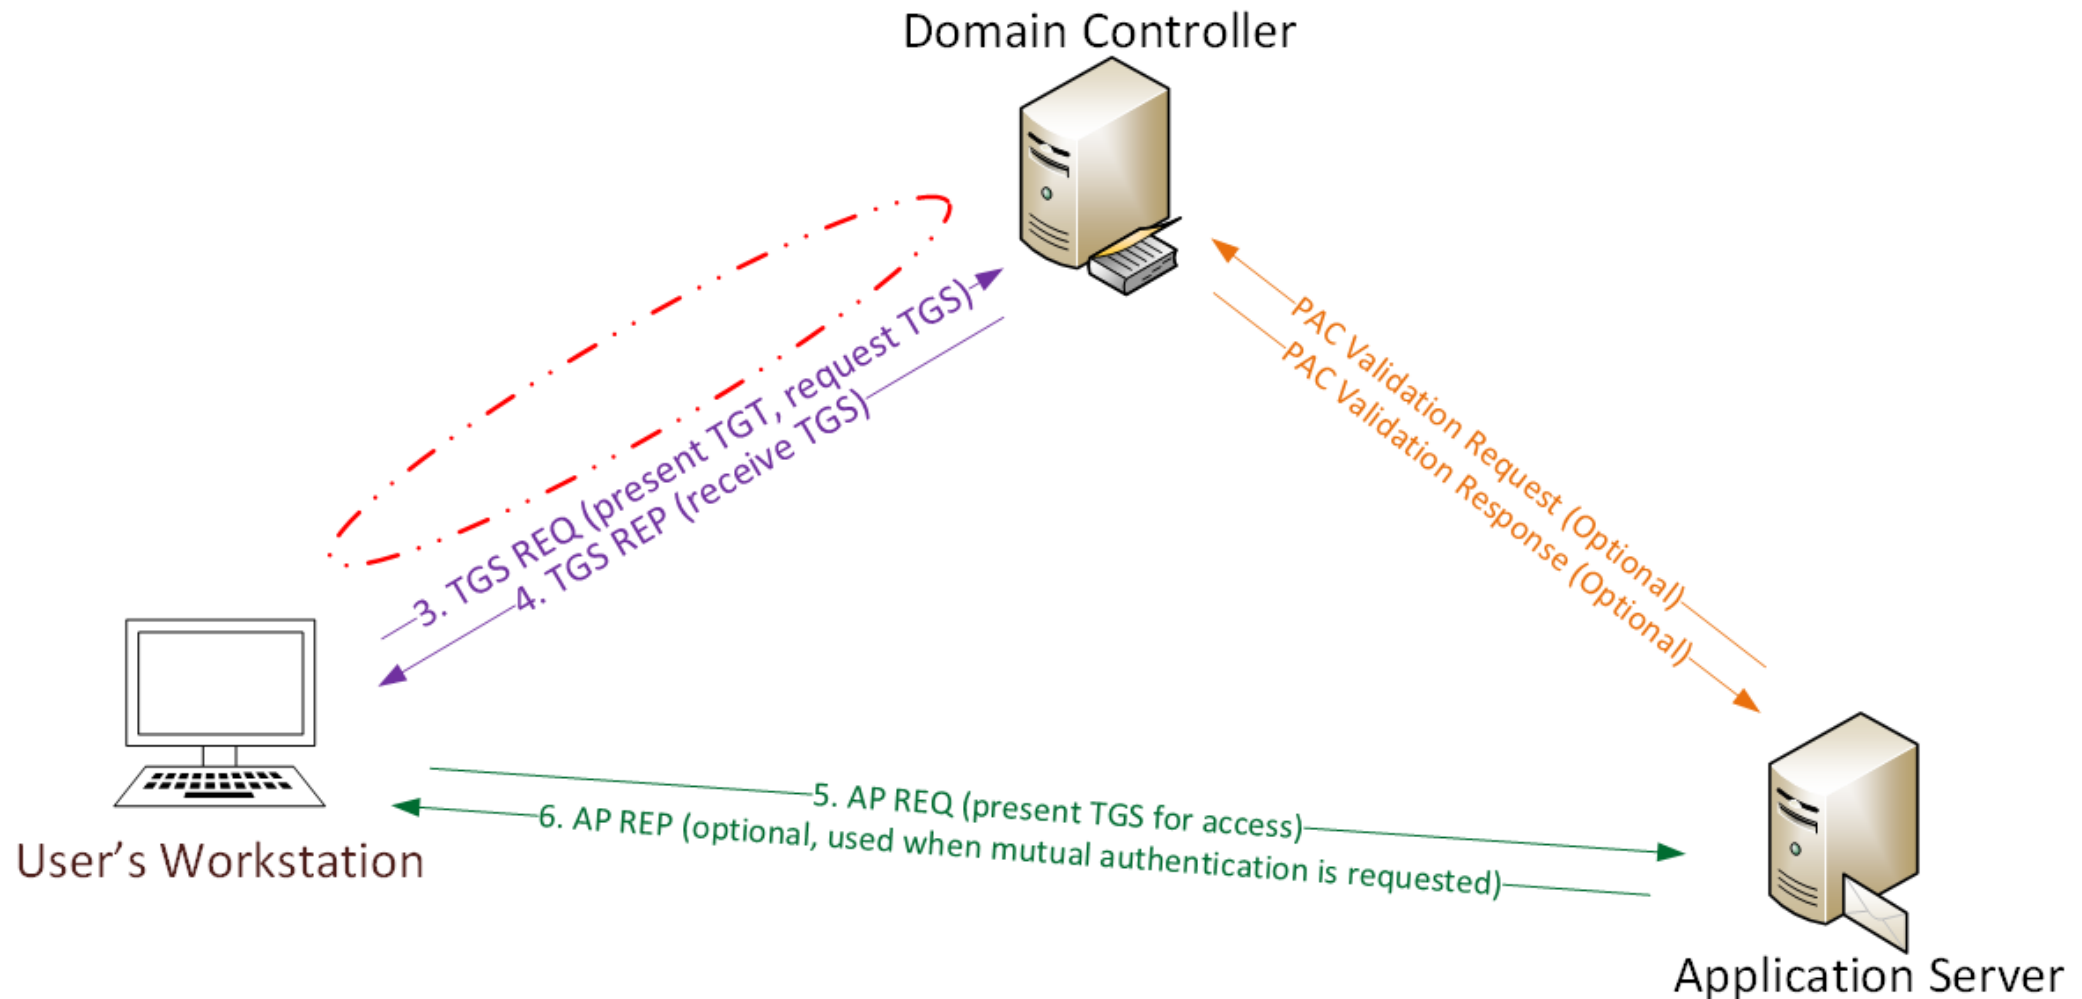 Domain Controller
3. TGS REQ (present TGT, request TGS)
4. TGS REP (receive TGS)
PAC Validation Request (Optional)
PAC Validation Response (Optional)
5. AP REQ (present TGS for access)
6. AP REP (optional, used when mutual authentication is requested)
User’s Workstation
Application Server